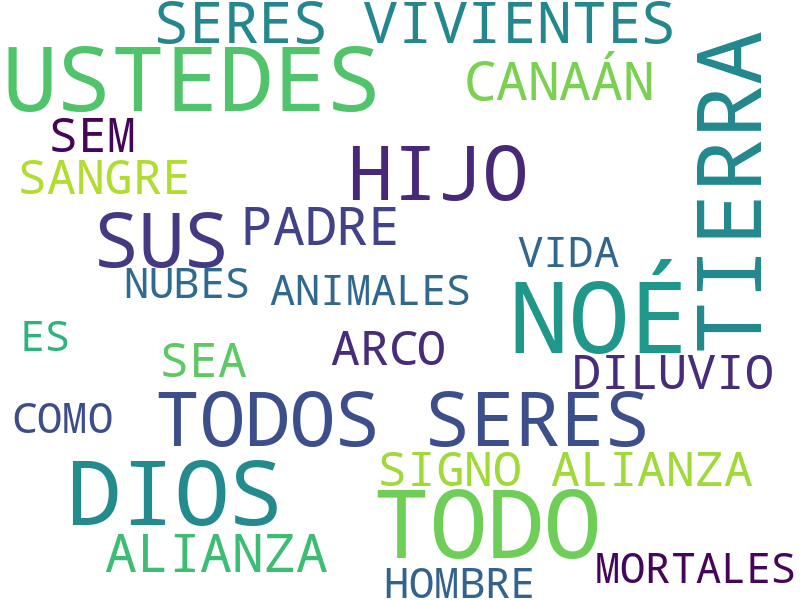 SERES VIVIENTES
USTEDES
CANAÁN
TIERRA
SEM
HIJO
SANGRE
SUS
PADRE
VIDA
NUBES
ANIMALES
NOÉ
ES
SEA
ARCO
DILUVIO
COMO
TODOS SERES
DIOS
SIGNO ALIANZA
TODO
ALIANZA
HOMBRE
MORTALES